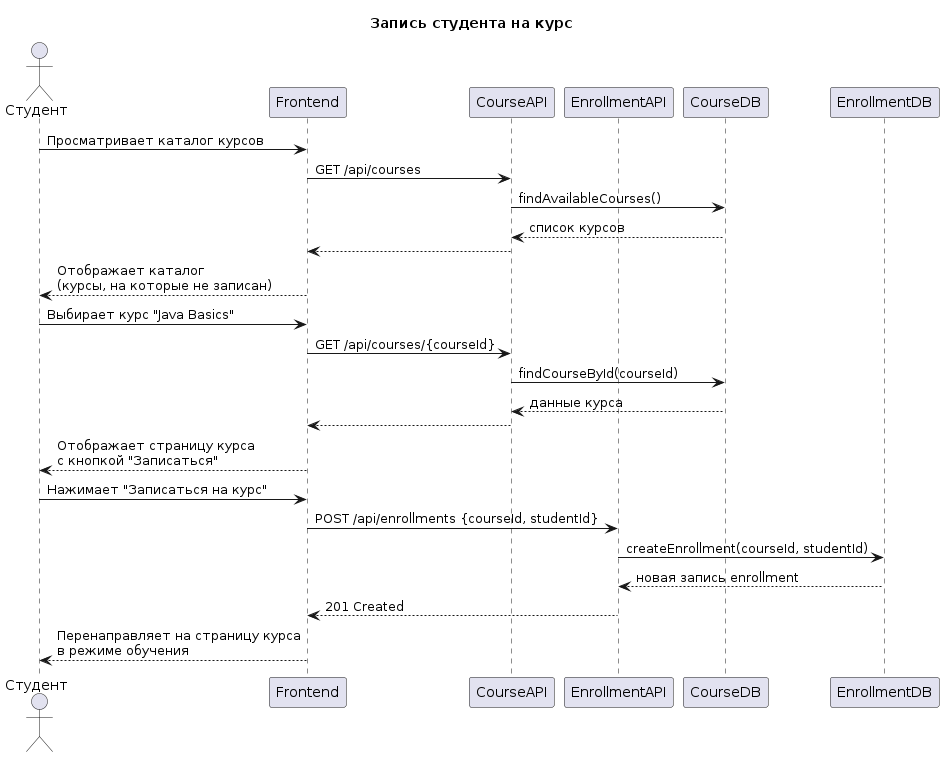 Запись студента на курс
Студент
Frontend
CourseAPI
EnrollmentAPI
CourseDB
EnrollmentDB
Просматривает каталог курсов
GET /api/courses
findAvailableCourses()
список курсов
Отображает каталог
(курсы, на которые не записан)
Выбирает курс "Java Basics"
GET /api/courses/{courseId}
findCourseById(courseId)
данные курса
Отображает страницу курса
с кнопкой "Записаться"
Нажимает "Записаться на курс"
POST /api/enrollments {courseId, studentId}
createEnrollment(courseId, studentId)
новая запись enrollment
201 Created
Перенаправляет на страницу курса
в режиме обучения
Студент
Frontend
CourseAPI
EnrollmentAPI
CourseDB
EnrollmentDB